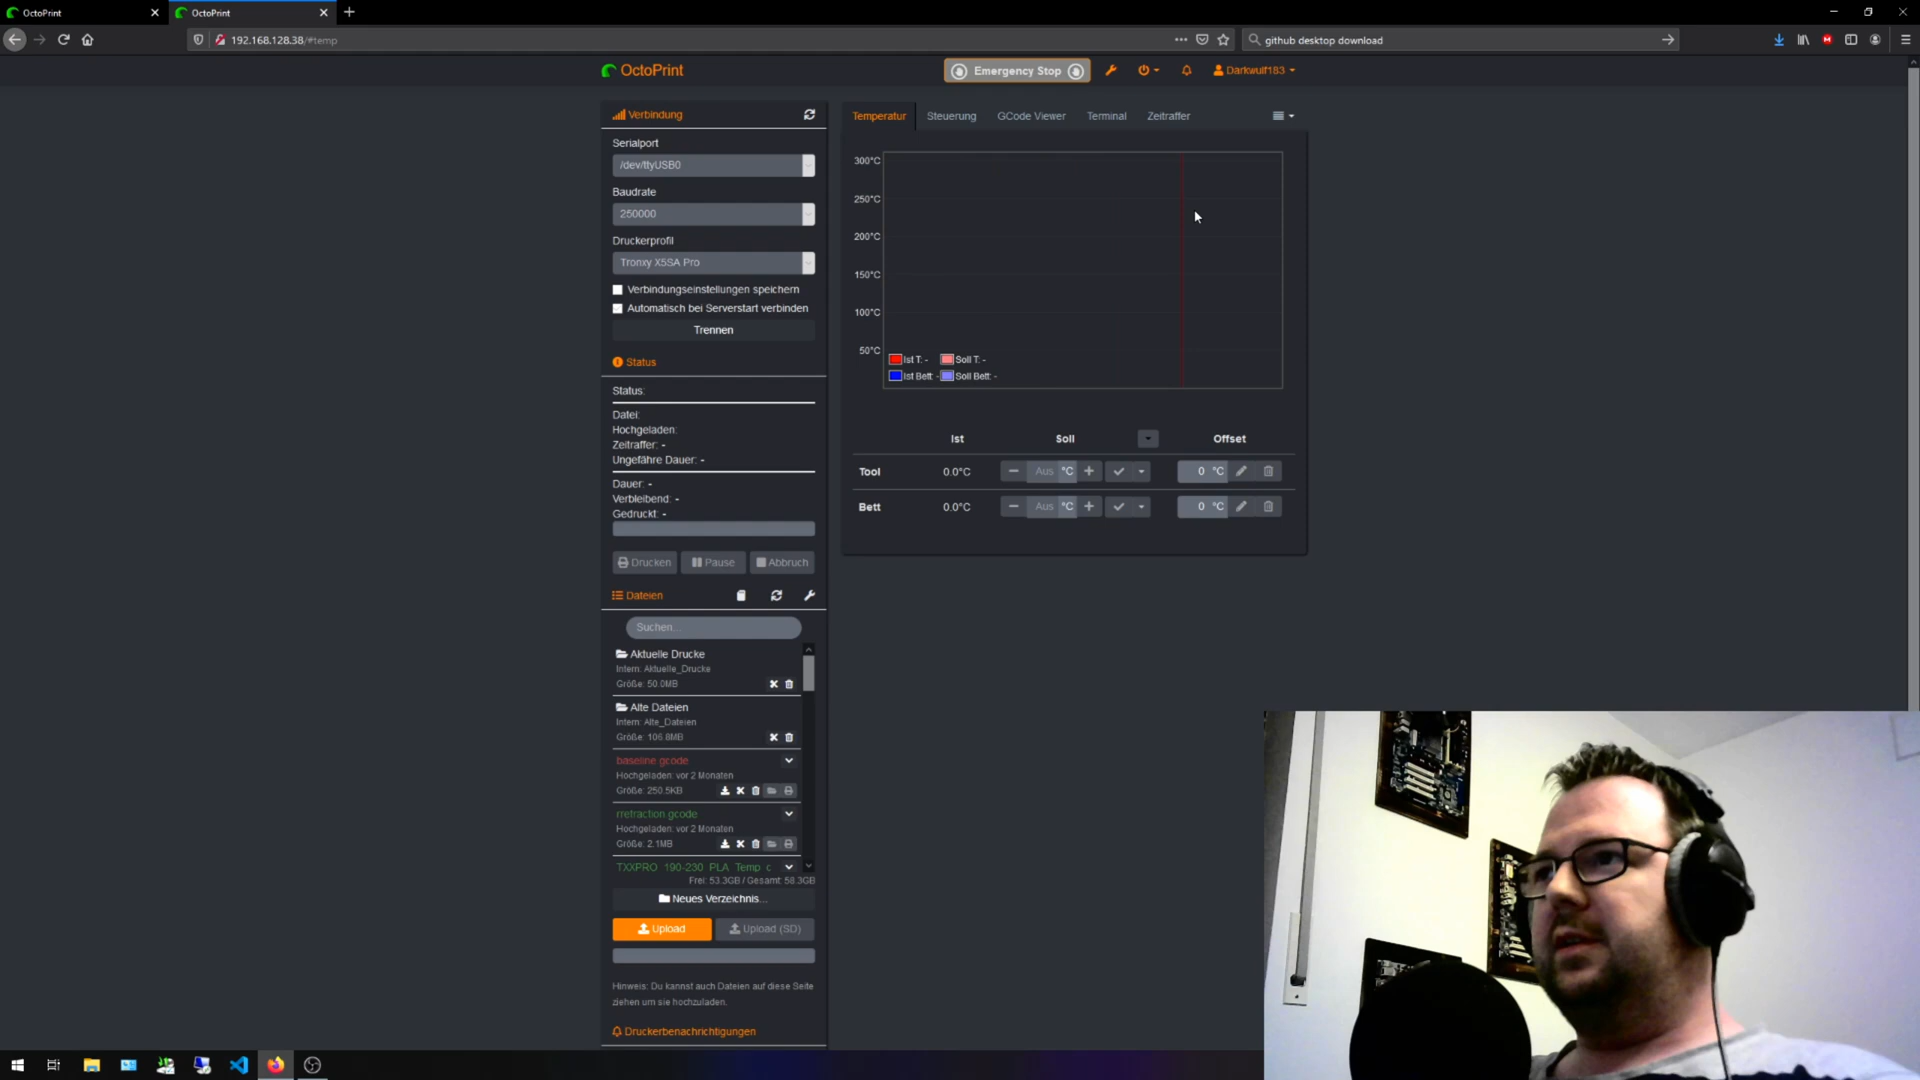 OctoPrint
OctoPrint
192.168.128.38/#temp
github desktop download
OctoPrint
Emergency Stop
Darkwulf183
Verbindung
Serialport
/dev/ttyUSB0
Baudrate
250000
Druckerprofil
Tronxy X5SA Pro
Verbindungseinstellungen speichern
Automatisch bei Serverstart verbinden
Trennen
Status
Status:
Datei:
Hochgeladen:
Zeitraffer: -
Ungefähre Dauer: -
Dauer: -
Verbleibend: -
Gedruckt: -
Drucken Pause Abbruch
Dateien
Suchen...
Aktuelle Drucke
Intern: Aktuelle_Drucke
Größe: 50.0MB
Alte Dateien
Intern: Alte_Dateien
Größe: 106.8MB
baseline.gcode
Hochgeladen: vor 2 Monaten
Größe: 250.5KB
rretraction.gcode
Hochgeladen: vor 2 Monaten
Größe: 2.1MB
TXXPRO 190-230 PLA Temp c
Frei: 53.3GB / Gesamt: 58.3GB
Neues Verzeichnis...
Upload Upload (SD)
Hinweis: Du kannst auch Dateien auf diese Seite
ziehen um sie hochzuladen.
Druckerbenachrichtigungen
Temperatur Steuerung GCode Viewer Terminal Zeitraffer
300°C
250°C
200°C
150°C
100°C
50°C
Ist T: - Soll T: -
Ist Bett: - Soll Bett: -
Ist Soll Offset
Tool 0.0°C Aus °C 0 °C
Bett 0.0°C Aus °C 0 °C